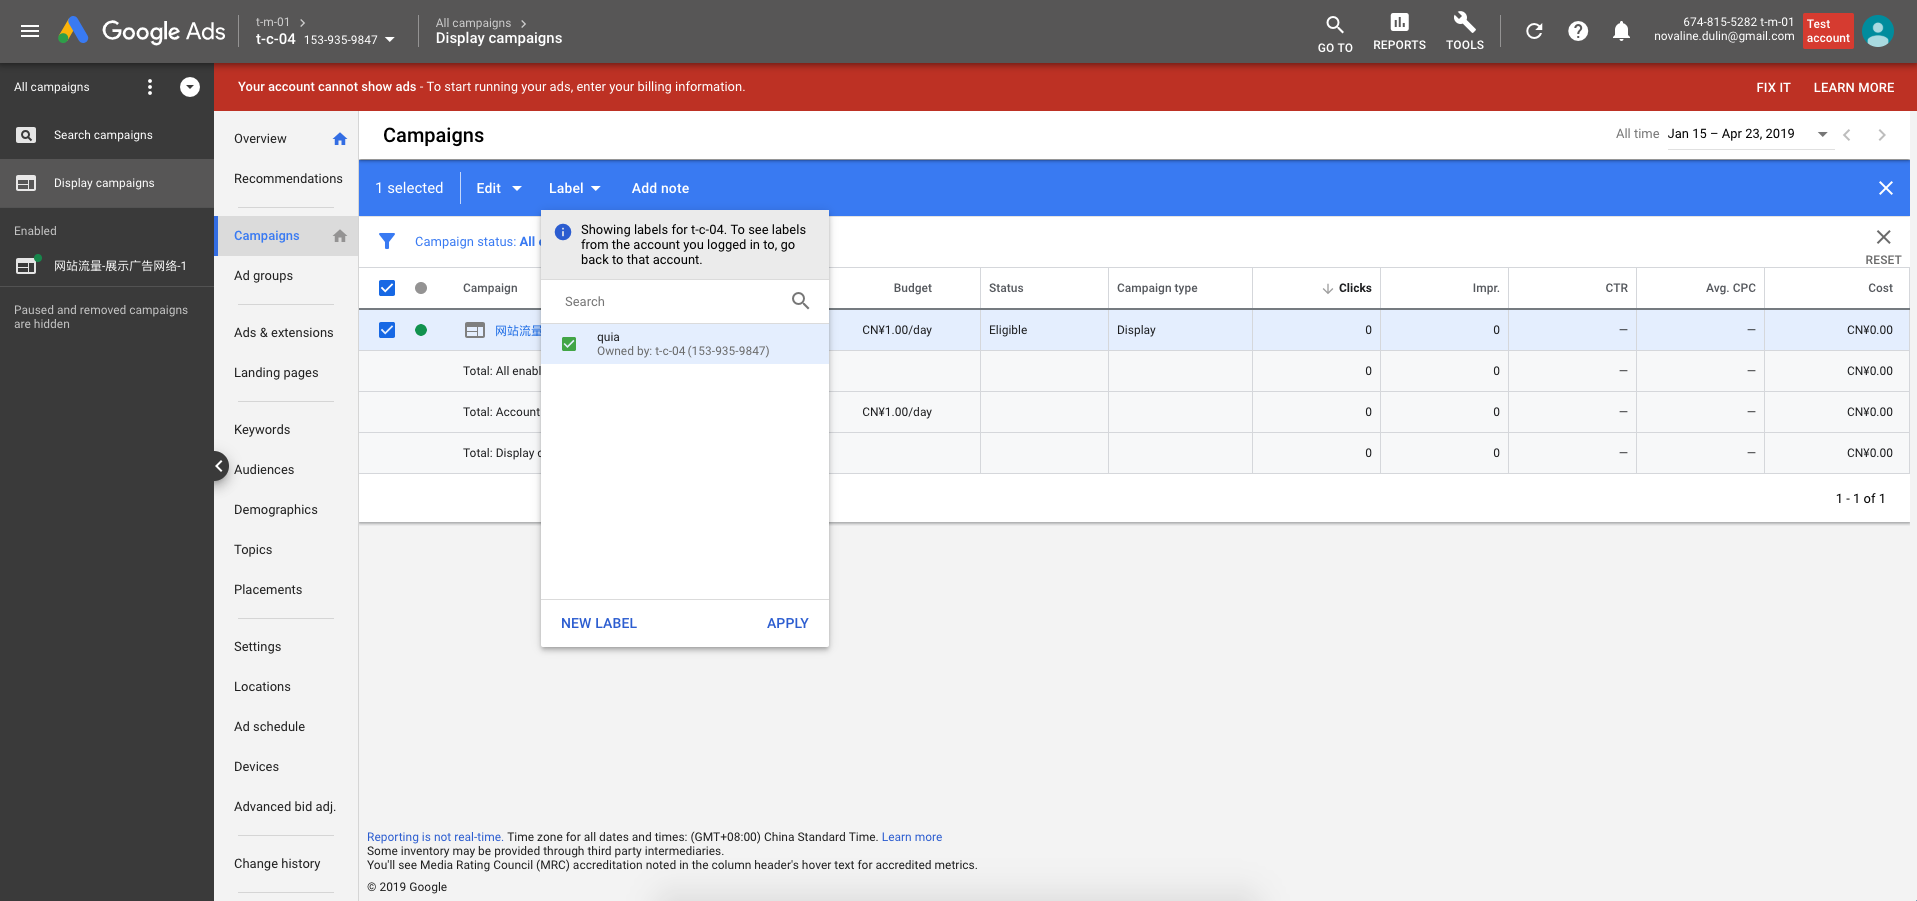 Google Ads
t-m-01
t-c-04 153-935-9847
All campaigns
Display campaigns
GO TO
REPORTS
TOOLS
674-815-5282 t-m-01
novaline.dulin@gmail.com
Test
account
All campaigns
Search campaigns
Display campaigns
Enabled
网站流量-展示广告网络-1
Paused and removed campaigns
are hidden
Your account cannot show ads - To start running your ads, enter your billing information.
FIX IT
LEARN MORE
Overview
Recommendations
Campaigns
Ad groups
Ads & extensions
Landing pages
Keywords
Audiences
Demographics
Topics
Placements
Settings
Locations
Ad schedule
Devices
Advanced bid adj.
Change history
Campaigns
All time Jan 15 – Apr 23, 2019
1 selected
Edit
Label
Add note
Campaign status: All
RESET
Showing labels for t-c-04. To see labels
from the account you logged in to, go
back to that account.
Search
quia
Owned by: t-c-04 (153-935-9847)
NEW LABEL
APPLY
Campaign Budget Status Campaign type Clicks Impr. CTR Avg. CPC Cost
网站流量 CN¥1.00/day Eligible Display 0 0 — — CN¥0.00
Total: All enabl 0 0 — — CN¥0.00
Total: Account CN¥1.00/day 0 0 — — CN¥0.00
Total: Display 0 0 — — CN¥0.00
1 - 1 of 1
Reporting is not real-time. Time zone for all dates and times: (GMT+08:00) China Standard Time. Learn more
Some inventory may be provided through third party intermediaries.
You'll see Media Rating Council (MRC) accreditation noted in the column header's hover text for accredited metrics.
© 2019 Google